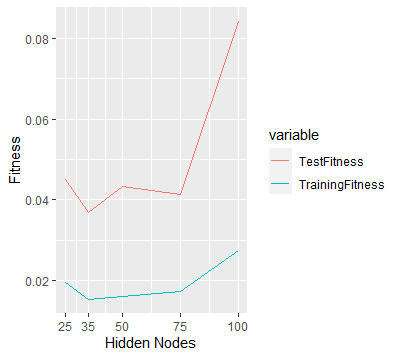 0.08
0.06
0.04
0.02
Fitness
25 35 50 75 100
Hidden Nodes
variable
TestFitness
TrainingFitness